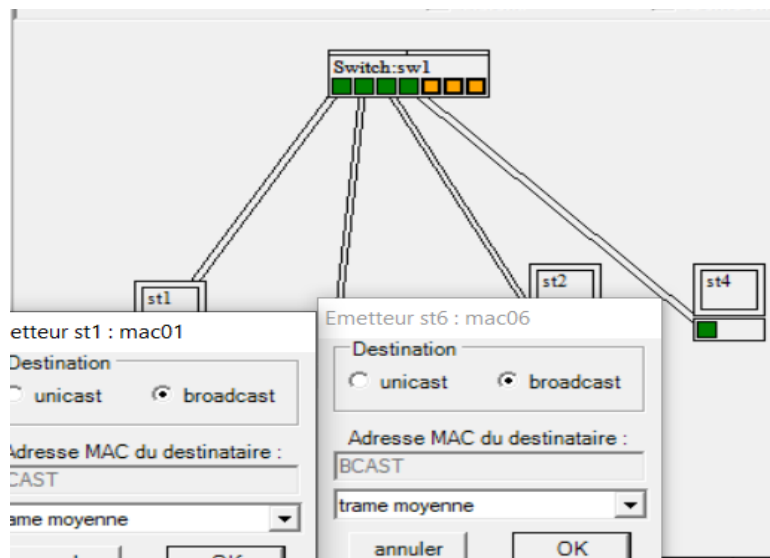 Switch:sw1
st1
st2
st4
etteur st1 : mac01
Destination
unicast
broadcast
Adresse MAC du destinataire :
CAST
ame moyenne
OK
Emetteur st6 : mac06
Destination
unicast
broadcast
Adresse MAC du destinataire :
BCAST
trame moyenne
annuler
OK